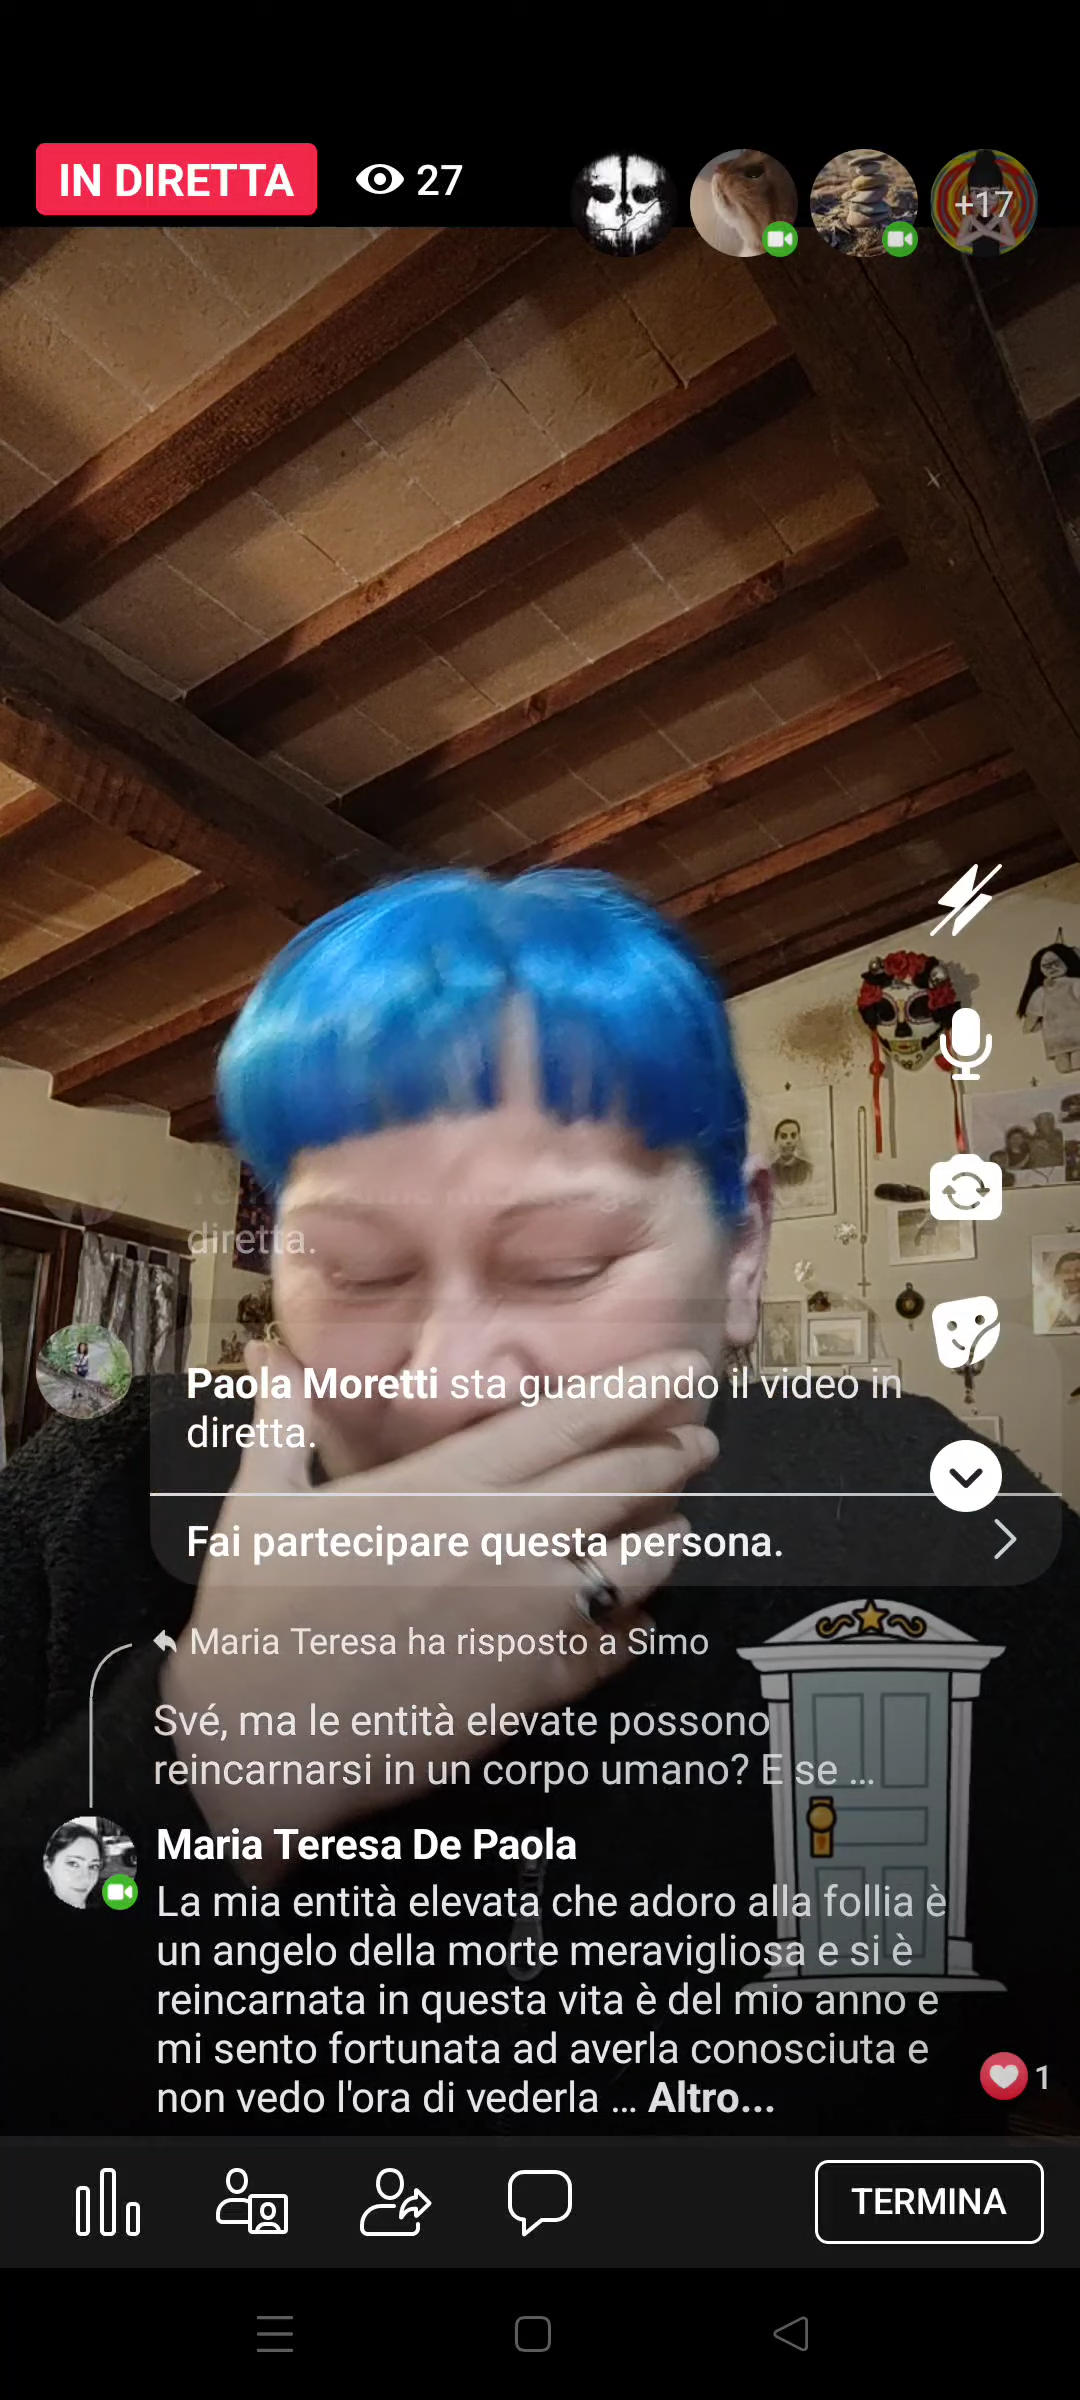 IN DIRETTA
27
+17
diretta.
Paola Moretti sta guardando il video in
diretta.
Fai partecipare questa persona.
Maria Teresa ha risposto a Simo
Své, ma le entità elevate possono
reincarnarsi in un corpo umano? E se ...
Maria Teresa De Paola
La mia entità elevata che adoro alla follia è
un angelo della morte meravigliosa e si è
reincarnata in questa vita è del mio anno e
mi sento fortunata ad averla conosciuta e
non vedo l'ora di vederla ... Altro...
1
TERMINA